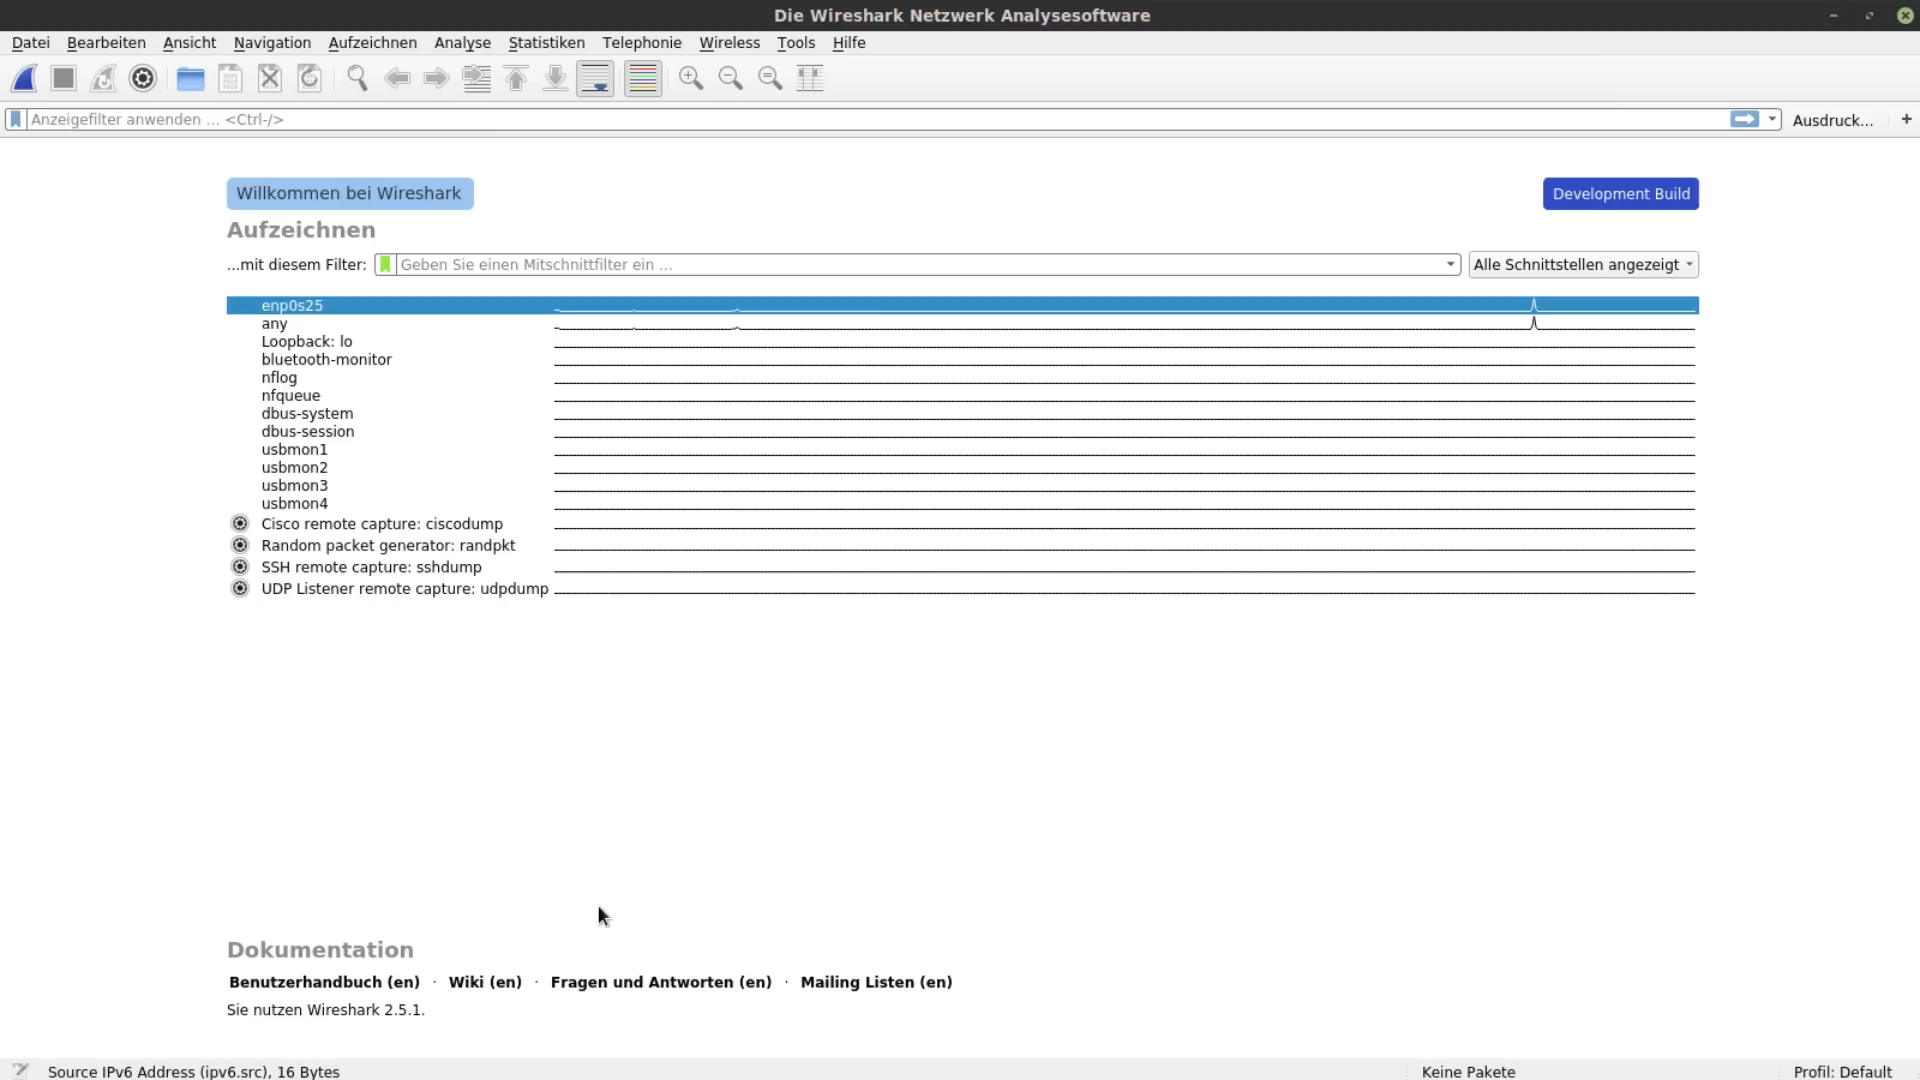 Die Wireshark Netzwerk Analysesoftware
Datei Bearbeiten Ansicht Navigation Aufzeichnen Analyse Statistiken Telephonie Wireless Tools Hilfe
Anzeigefilter anwenden … <Ctrl-/> Ausdruck… +
Willkommen bei Wireshark Development Build
Aufzeichnen
…mit diesem Filter: Geben Sie einen Mitschnittfilter ein … Alle Schnittstellen angezeigt
enp0s25
any
Loopback: lo
bluetooth-monitor
nflog
nfqueue
dbus-system
dbus-session
usbmon1
usbmon2
usbmon3
usbmon4
Cisco remote capture: ciscodump
Random packet generator: randpkt
SSH remote capture: sshdump
UDP Listener remote capture: udpdump
Dokumentation
Benutzerhandbuch (en) · Wiki (en) · Fragen und Antworten (en) · Mailing Listen (en)
Sie nutzen Wireshark 2.5.1.
Source IPv6 Address (ipv6.src), 16 Bytes Keine Pakete Profil: Default